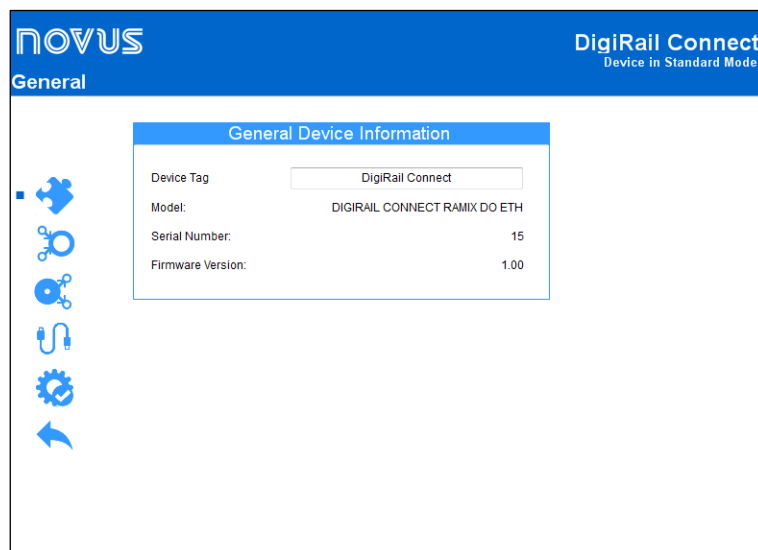 NOVUS
DigiRail Connect
Device in Standard Mode
General
General Device Information
Device Tag DigiRail Connect
Model: DIGIRAIL CONNECT RAMIX DO ETH
Serial Number: 15
Firmware Version: 1.00